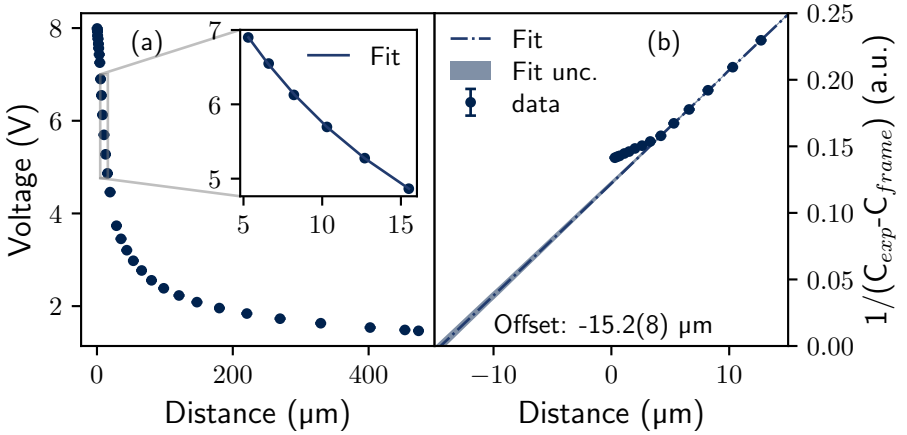 (a)
Voltage (V)
8
6
4
2
0
200
400
Distance (µm)
7
6
5
5
10
15
Fit
(b)
Fit
Fit unc.
data
Offset: -15.2(8) µm
−10
0
10
Distance (µm)
0.25
0.20
0.15
0.10
0.05
0.00
1/(C_exp-C_frame) (a.u.)